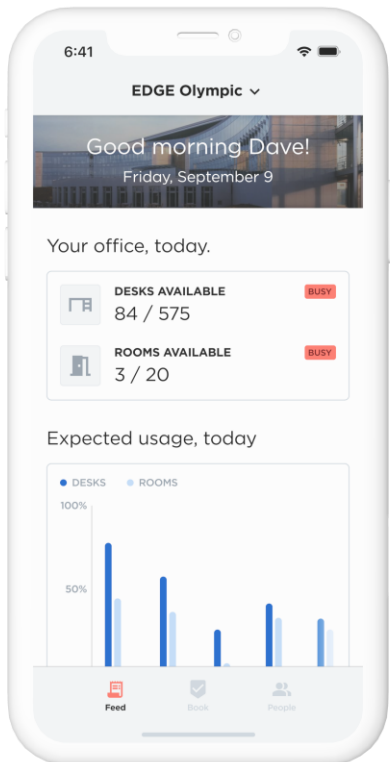 6:41
EDGE Olympic
Good morning Dave!
Friday, September 9
Your office, today.
DESKS AVAILABLE
BUSY
84 / 575
ROOMS AVAILABLE
BUSY
3 / 20
Expected usage, today
DESKS ROOMS
100%
50%
Feed Book People